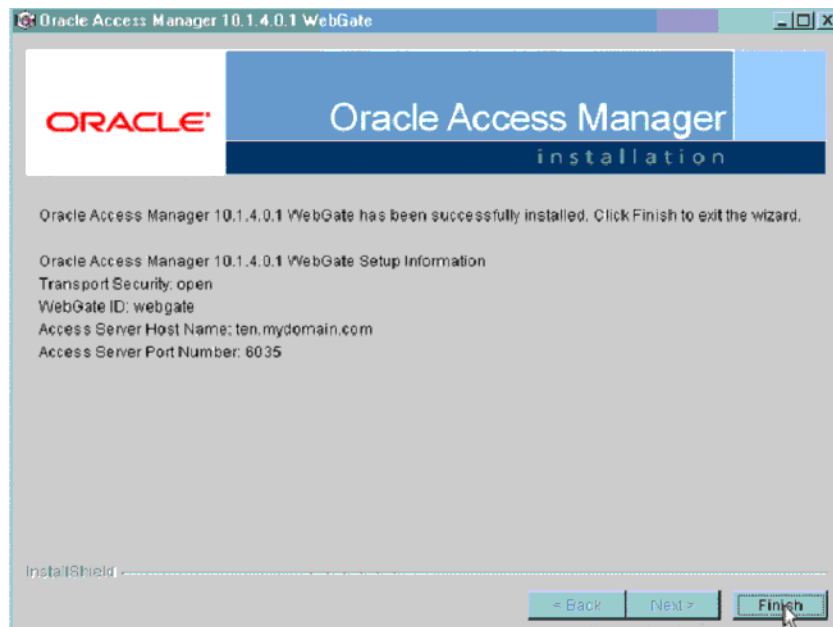 Oracle Access Manager 10.1.4.0.1 WebGate
ORACLE
Oracle Access Manager
installation
Oracle Access Manager 10.1.4.0.1 WebGate has been successfully installed. Click Finish to exit the wizard.
Oracle Access Manager 10.1.4.0.1 WebGate Setup Information
Transport Security: open
WebGate ID: webgate
Access Server Host Name: ten.mydomain.com
Access Server Port Number: 6035
InstallShield
< Back Next > Finish